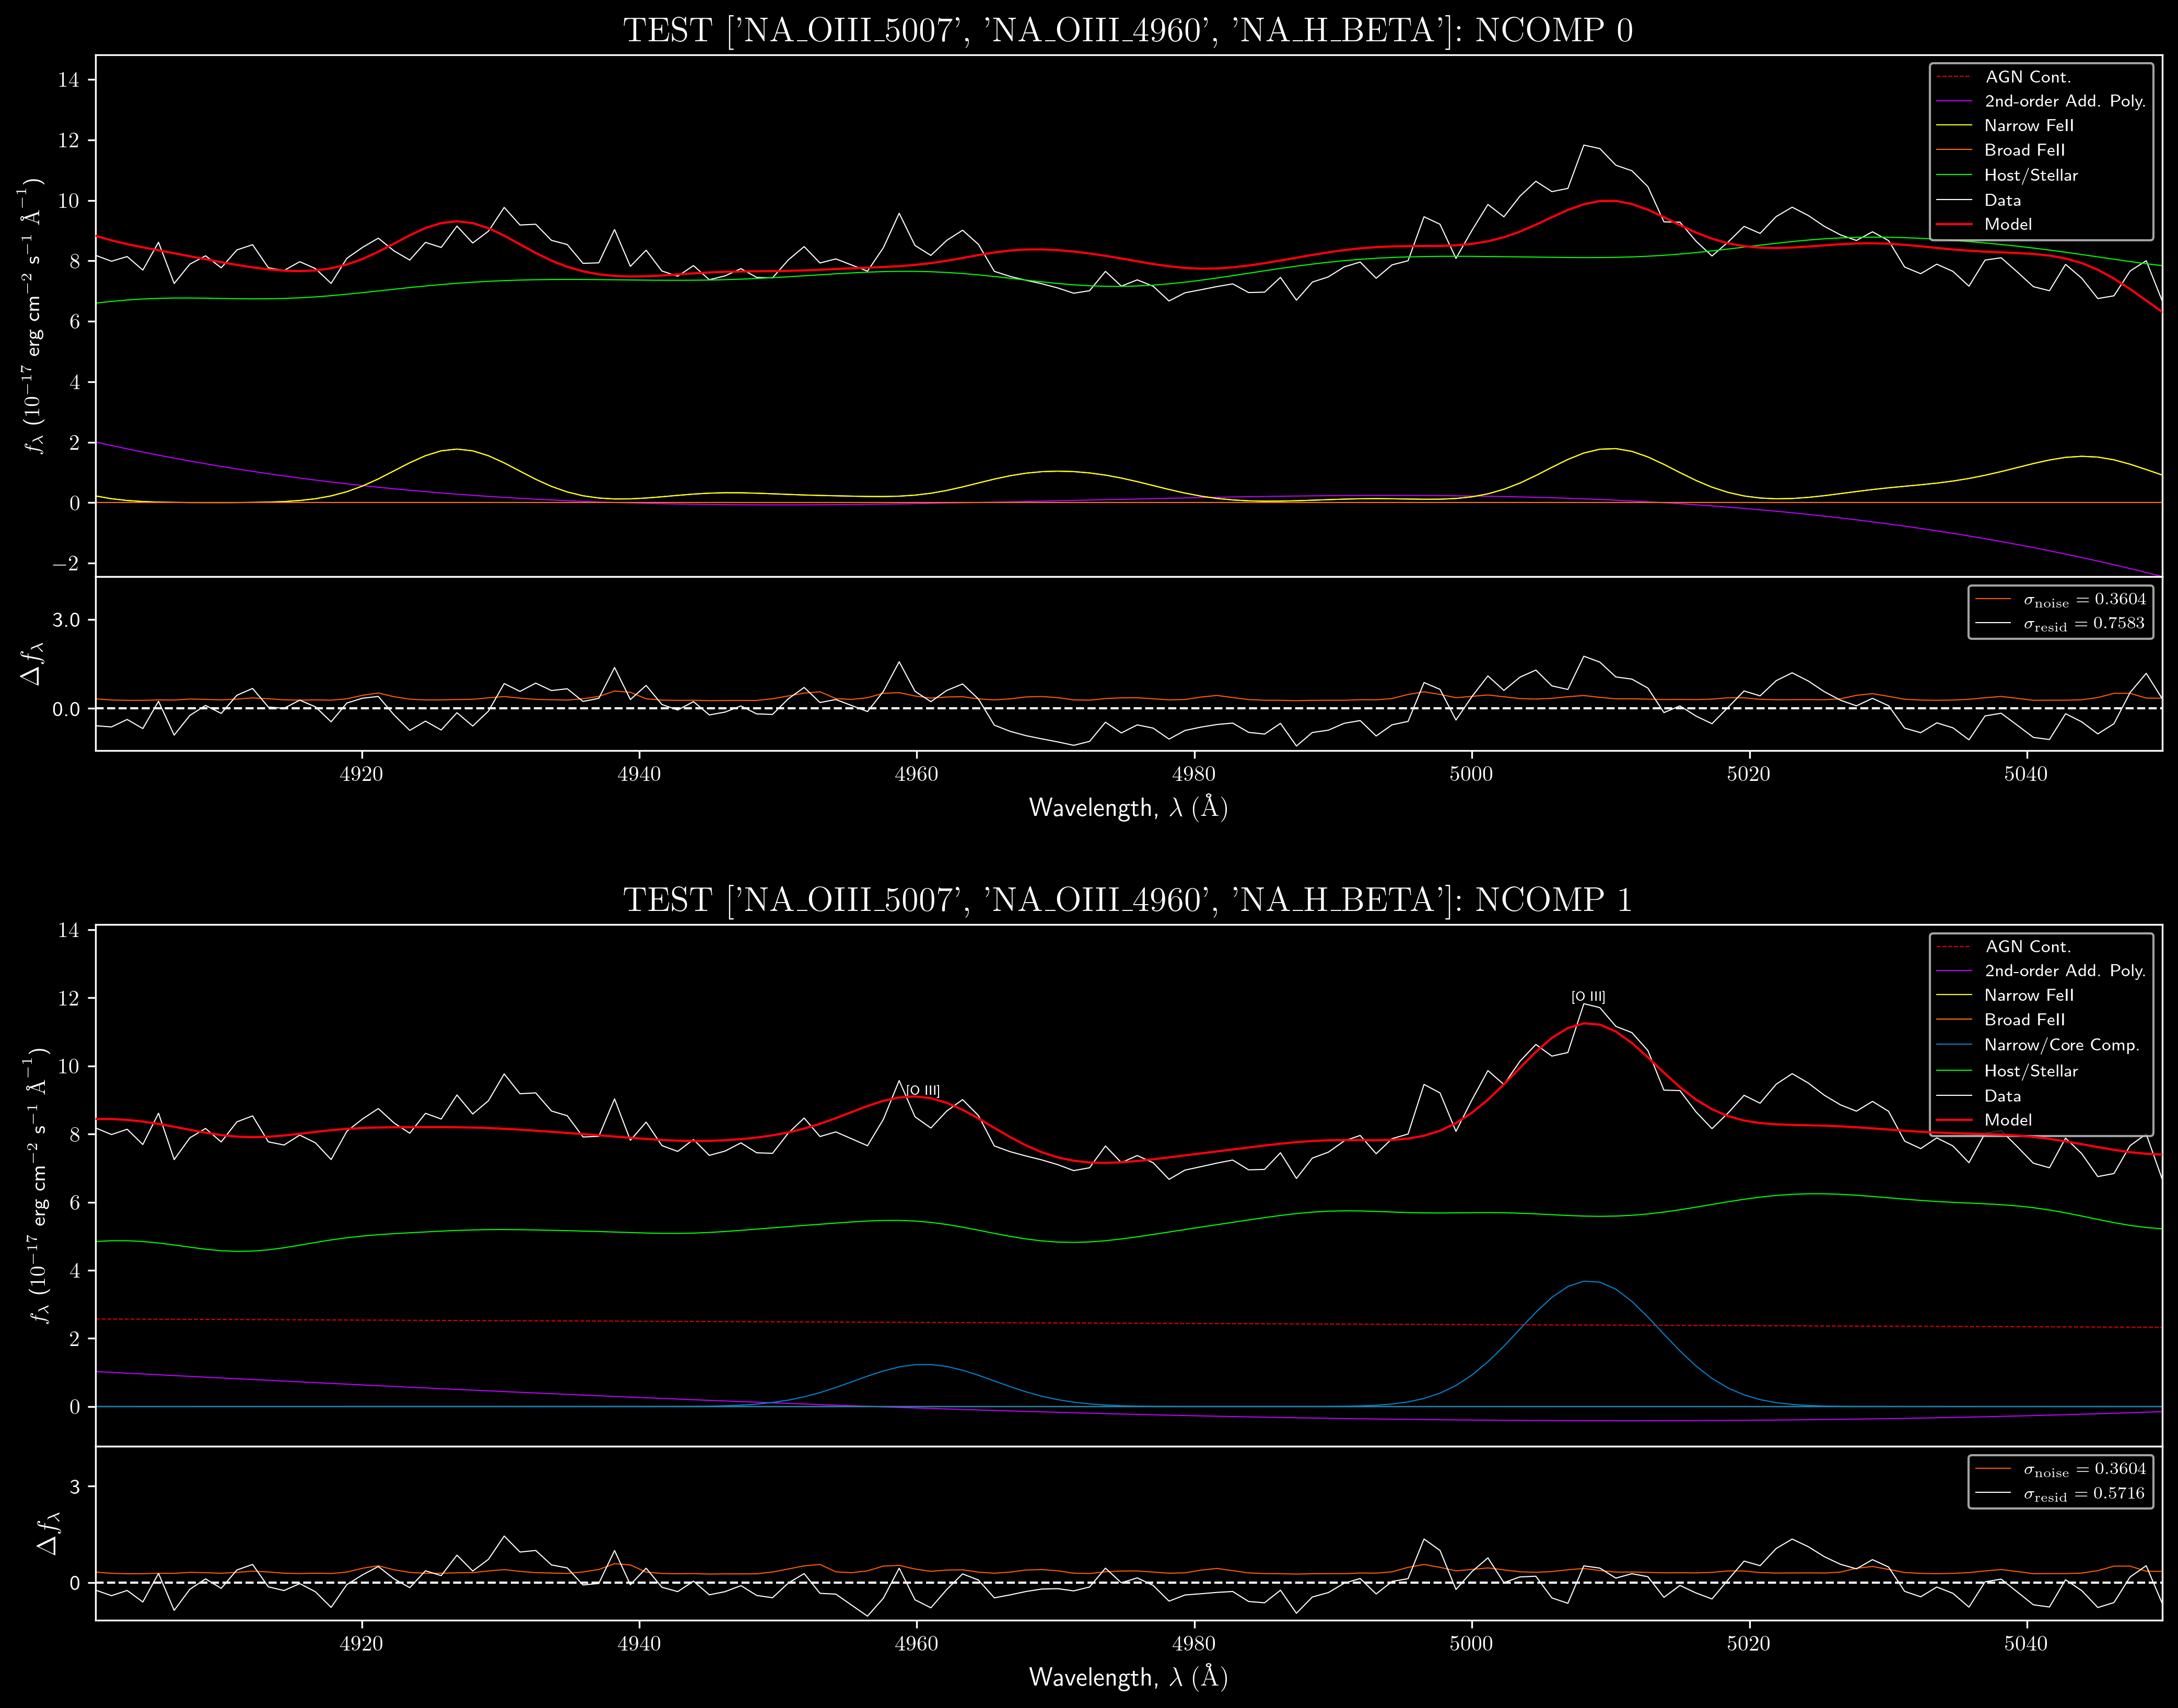 TEST ['NA_OIII_5007', 'NA_OIII_4960', 'NA_H_BETA']: NCOMP 0
14
12
10
8
6
4
2
0
−2
f_λ (10⁻¹⁷ erg cm⁻² s⁻¹ Å⁻¹)
AGN Cont.
2nd-order Add. Poly.
Narrow FeII
Broad FeII
Host/Stellar
Data
Model
3.0
0.0
Δf_λ
σ_noise = 0.3604
σ_resid = 0.7583
4920 4940 4960 4980 5000 5020 5040
Wavelength, λ (Å)
TEST ['NA_OIII_5007', 'NA_OIII_4960', 'NA_H_BETA']: NCOMP 1
14
12
10
8
6
4
2
0
f_λ (10⁻¹⁷ erg cm⁻² s⁻¹ Å⁻¹)
[O III]
[O III]
AGN Cont.
2nd-order Add. Poly.
Narrow FeII
Broad FeII
Narrow/Core Comp.
Host/Stellar
Data
Model
3
0
Δf_λ
σ_noise = 0.3604
σ_resid = 0.5716
4920 4940 4960 4980 5000 5020 5040
Wavelength, λ (Å)